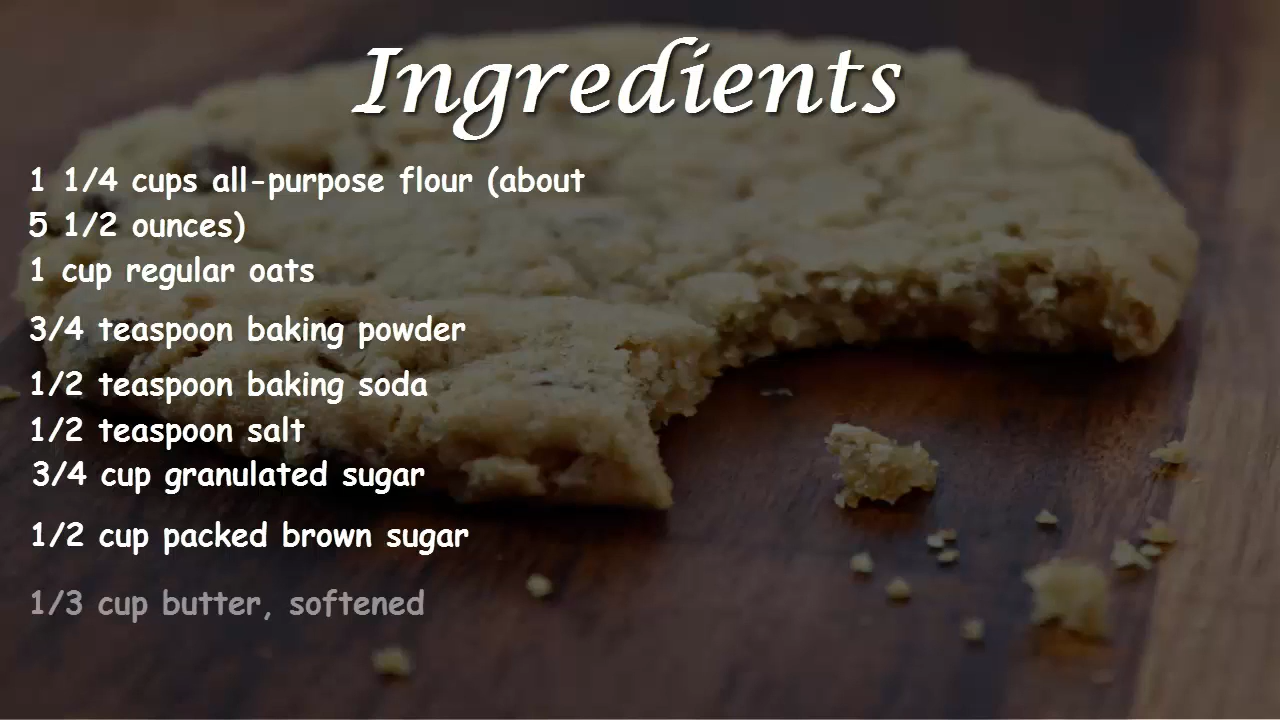 Ingredients
1 1/4 cups all-purpose flour (about
5 1/2 ounces)
1 cup regular oats
3/4 teaspoon baking powder
1/2 teaspoon baking soda
1/2 teaspoon salt
3/4 cup granulated sugar
1/2 cup packed brown sugar
1/3 cup butter, softened